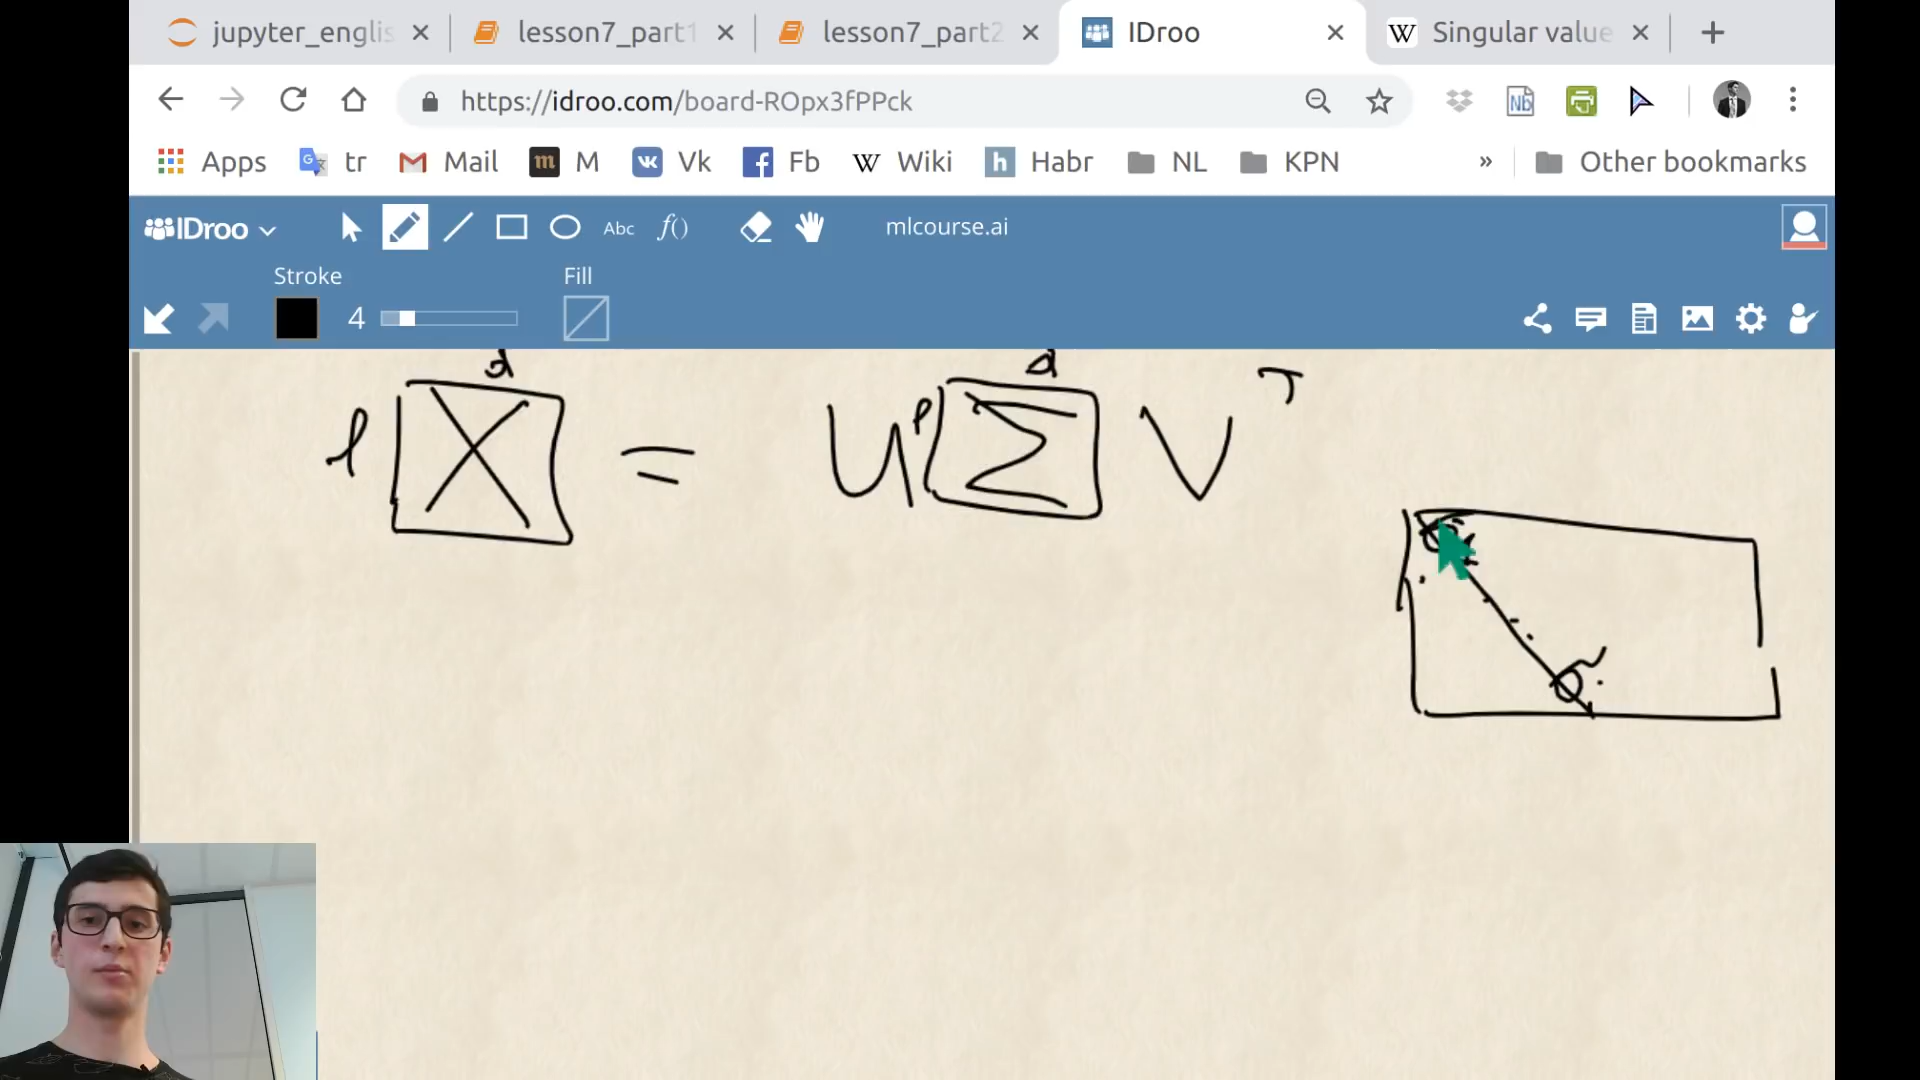 jupyter_englis
lesson7_part1
lesson7_part2
IDroo
W Singular value
https://idroo.com/board-ROpx3fPPck
Nb
Apps
G tr
Mail
m M
Vk
f Fb
W Wiki
h Habr
NL
KPN
»
Other bookmarks
IDroo
Abc
f()
mlcourse.ai
Stroke
Fill
4
d
d
ℓ X = U ℓ Σ V T